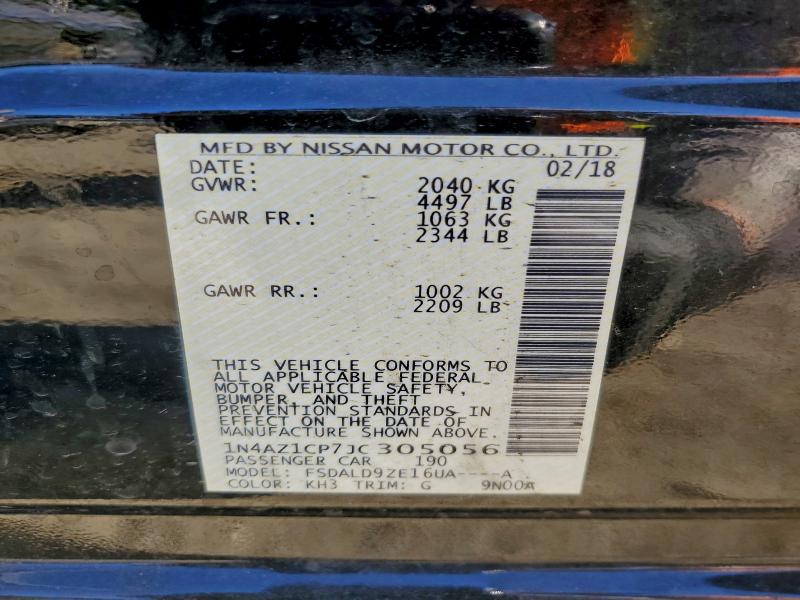 MFD BY NISSAN MOTOR CO., LTD.
DATE: 02/18
GVWR: 2040 KG
4497 LB
GAWR FR.: 1063 KG
2344 LB
GAWR RR.: 1002 KG
2209 LB
THIS VEHICLE CONFORMS TO
ALL APPLICABLE FEDERAL
MOTOR VEHICLE SAFETY,
BUMPER, AND THEFT
PREVENTION STANDARDS IN
EFFECT ON THE DATE OF
MANUFACTURE SHOWN ABOVE.
1N4AZ1CP7JC305056
PASSENGER CAR 190
MODEL: FSDALD9ZE16UA----A
COLOR: KH3 TRIM: G 9N00A